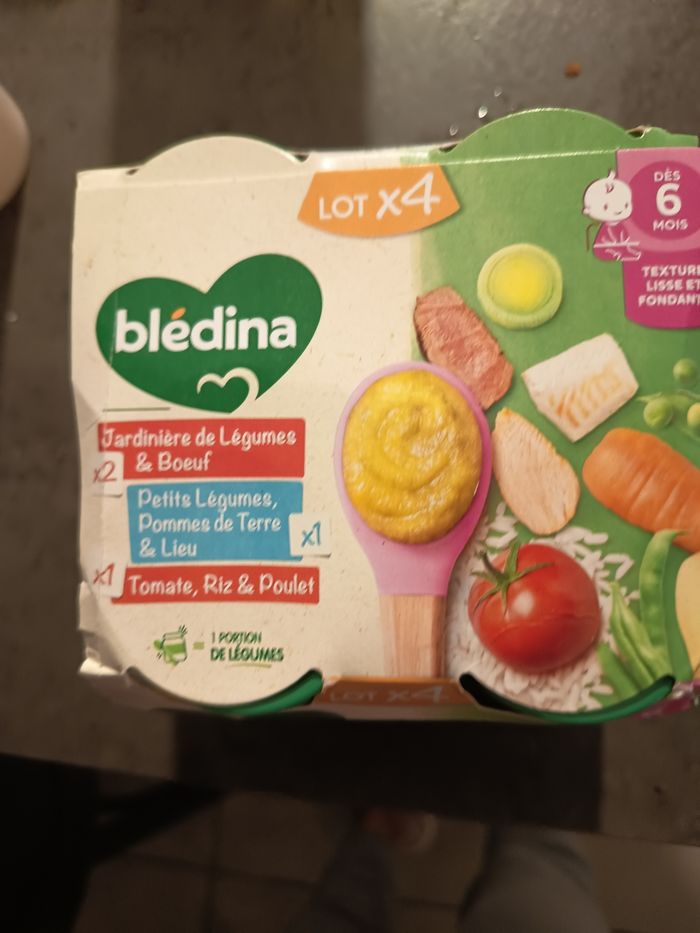 LOT x4
DÈS
6
MOIS
TEXTURE
LISSE ET
FONDANT
blédina
Jardinière de Légumes
& Boeuf
x2
Petits Légumes,
Pommes de Terre
& Lieu
x1
x1
Tomate, Riz & Poulet
= 1 PORTION
DE LÉGUMES
LOT x4